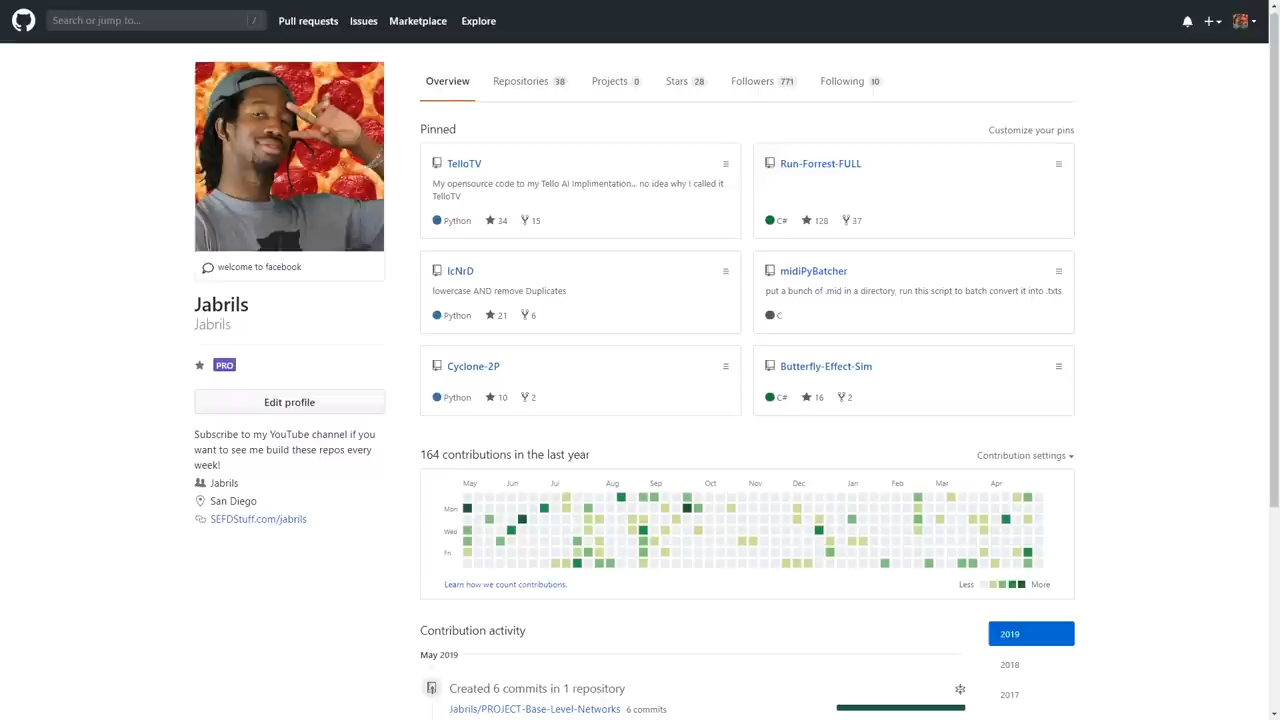 Search or jump to... /
Pull requests Issues Marketplace Explore
Overview Repositories 38 Projects 0 Stars 28 Followers 771 Following 10
welcome to facebook
Jabrils
Jabrils
PRO
Edit profile
Subscribe to my YouTube channel if you
want to see me build these repos every
week!
Jabrils
San Diego
SEFDStuff.com/jabrils
Pinned Customize your pins
TelloTV
My opensource code to my Tello AI Implimentation... no idea why I called it
TelloTV
Python 34 15
Run-Forrest-FULL
C# 128 37
lcNrD
lowercase AND remove Duplicates
Python 21 6
midiPyBatcher
put a bunch of .mid in a directory, run this script to batch convert it into .txts
C
Cyclone-2P
Python 10 2
Butterfly-Effect-Sim
C# 16 2
164 contributions in the last year Contribution settings
May Jun Jul Aug Sep Oct Nov Dec Jan Feb Mar Apr
Mon
Wed
Fri
Learn how we count contributions. Less More
Contribution activity
2019
2018
2017
May 2019
Created 6 commits in 1 repository
Jabrils/PROJECT-Base-Level-Networks 6 commits